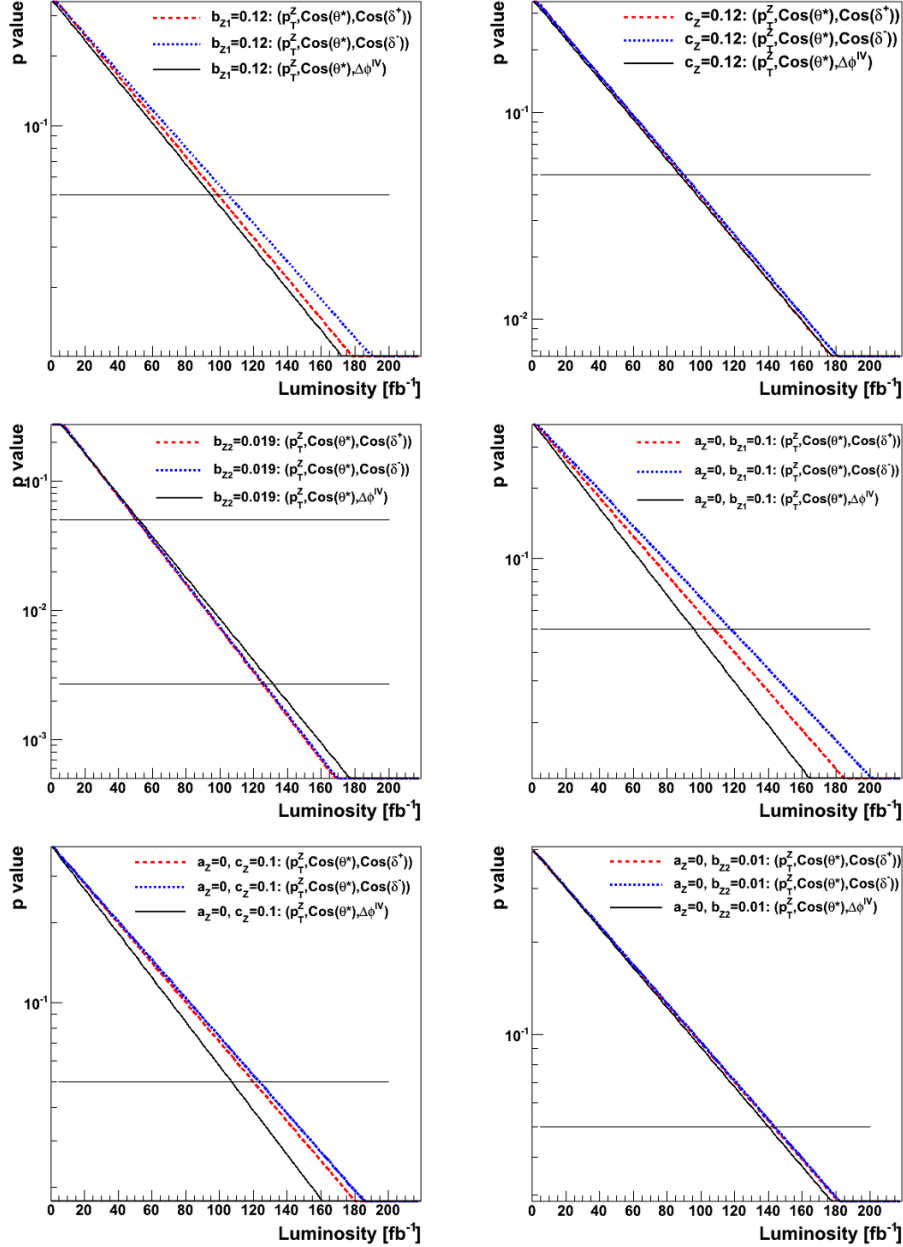 p value
b_Z1=0.12: (p_T^Z,Cos(θ*),Cos(δ⁺))
b_Z1=0.12: (p_T^Z,Cos(θ*),Cos(δ⁻))
b_Z1=0.12: (p_T^Z,Cos(θ*),Δϕ^IV)
10⁻¹
0 20 40 60 80 100 120 140 160 180 200
Luminosity [fb⁻¹]
p value
c_Z=0.12: (p_T^Z,Cos(θ*),Cos(δ⁺))
c_Z=0.12: (p_T^Z,Cos(θ*),Cos(δ⁻))
c_Z=0.12: (p_T^Z,Cos(θ*),Δϕ^IV)
10⁻¹
10⁻²
0 20 40 60 80 100 120 140 160 180 200
Luminosity [fb⁻¹]
p value
b_Z2=0.019: (p_T^Z,Cos(θ*),Cos(δ⁺))
b_Z2=0.019: (p_T^Z,Cos(θ*),Cos(δ⁻))
b_Z2=0.019: (p_T^Z,Cos(θ*),Δϕ^IV)
10⁻¹
10⁻²
10⁻³
0 20 40 60 80 100 120 140 160 180 200
Luminosity [fb⁻¹]
p value
a_Z=0, b_Z1=0.1: (p_T^Z,Cos(θ*),Cos(δ⁺))
a_Z=0, b_Z1=0.1: (p_T^Z,Cos(θ*),Cos(δ⁻))
a_Z=0, b_Z1=0.1: (p_T^Z,Cos(θ*),Δϕ^IV)
10⁻¹
0 20 40 60 80 100 120 140 160 180 200
Luminosity [fb⁻¹]
p value
a_Z=0, c_Z=0.1: (p_T^Z,Cos(θ*),Cos(δ⁺))
a_Z=0, c_Z=0.1: (p_T^Z,Cos(θ*),Cos(δ⁻))
a_Z=0, c_Z=0.1: (p_T^Z,Cos(θ*),Δϕ^IV)
10⁻¹
0 20 40 60 80 100 120 140 160 180 200
Luminosity [fb⁻¹]
p value
a_Z=0, b_Z2=0.01: (p_T^Z,Cos(θ*),Cos(δ⁺))
a_Z=0, b_Z2=0.01: (p_T^Z,Cos(θ*),Cos(δ⁻))
a_Z=0, b_Z2=0.01: (p_T^Z,Cos(θ*),Δϕ^IV)
10⁻¹
0 20 40 60 80 100 120 140 160 180 200
Luminosity [fb⁻¹]